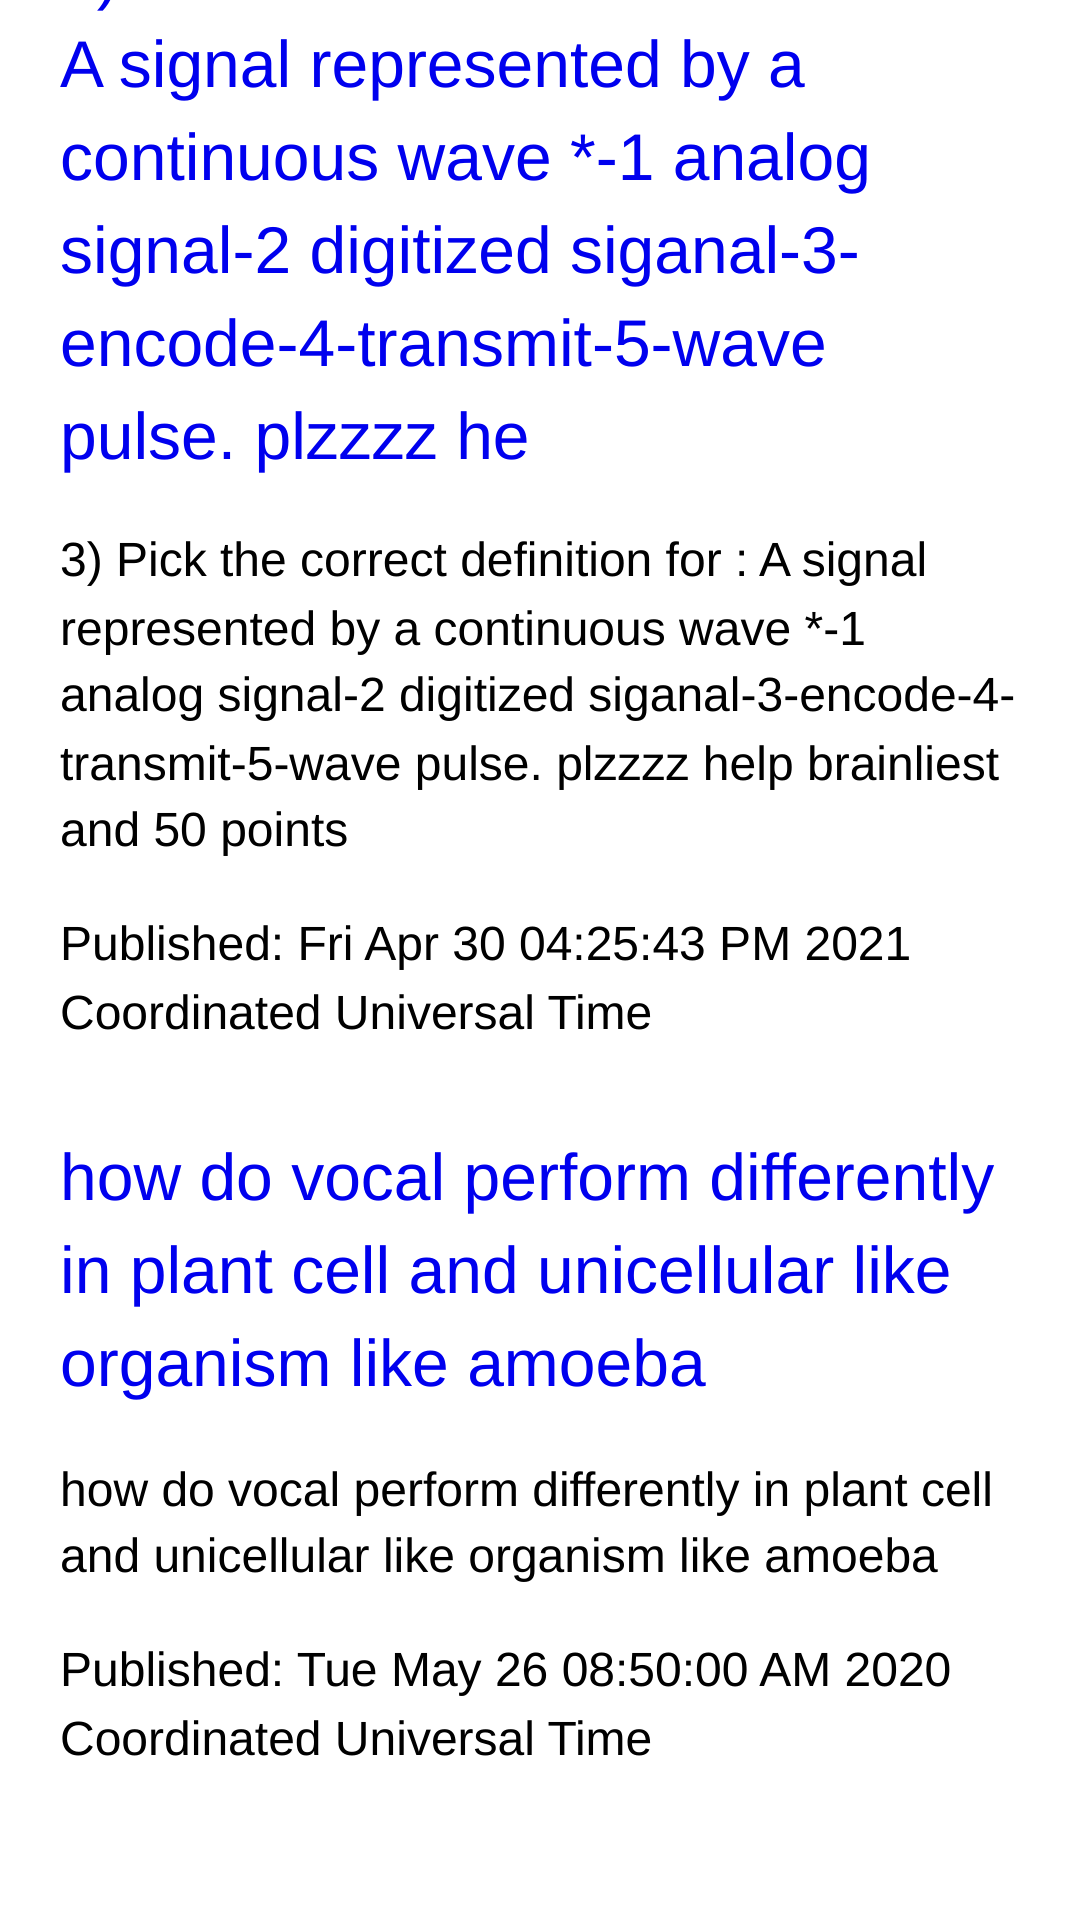 A signal represented by a
continuous wave *-1 analog
signal-2 digitized siganal-3-
encode-4-transmit-5-wave
pulse. plzzzz he
3) Pick the correct definition for : A signal
represented by a continuous wave *-1
analog signal-2 digitized siganal-3-encode-4-
transmit-5-wave pulse. plzzzz help brainliest
and 50 points
Published: Fri Apr 30 04:25:43 PM 2021
Coordinated Universal Time
how do vocal perform differently
in plant cell and unicellular like
organism like amoeba
how do vocal perform differently in plant cell
and unicellular like organism like amoeba
Published: Tue May 26 08:50:00 AM 2020
Coordinated Universal Time